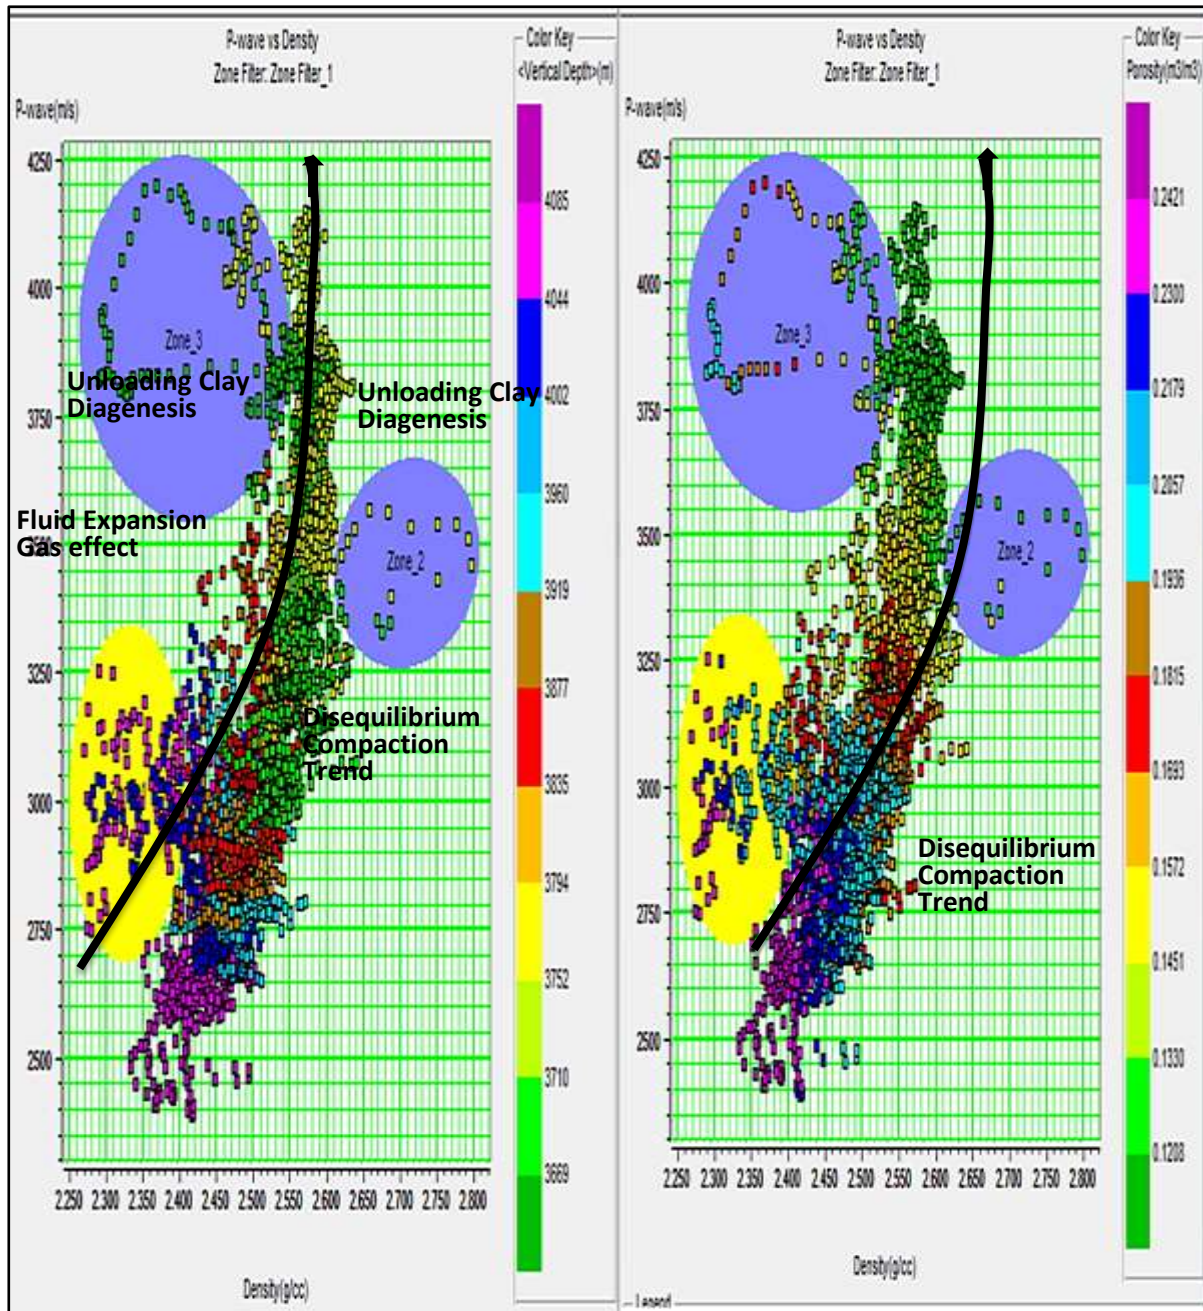 P-wave vs Density
Zone Filter: Zone Filter_1
P-wave(m/s)
Color Key
<Vertical Depth>(m)
4250
4000
3750
3250
3000
2750
2500
Zone_3
Unloading Clay
Diagenesis
Unloading Clay
Diagenesis
Fluid Expansion
Gas effect
Zone_2
Disequilibrium
Compaction
Trend
4085
4044
4002
3960
3919
3877
3835
3794
3752
3710
3669
2.250 2.300 2.350 2.400 2.450 2.500 2.550 2.600 2.650 2.700 2.750 2.800
Density(g/cc)
P-wave vs Density
Zone Filter: Zone Filter_1
P-wave(m/s)
Color Key
Porosity(m3/m3)
4250
4000
3750
3500
3250
3000
2750
2500
Zone_3
Zone_2
Disequilibrium
Compaction
Trend
0.2421
0.2300
0.2179
0.2057
0.1936
0.1815
0.1693
0.1572
0.1451
0.1330
0.1208
2.250 2.300 2.350 2.400 2.450 2.500 2.550 2.600 2.650 2.700 2.750 2.800
Density(g/cc)
Legend